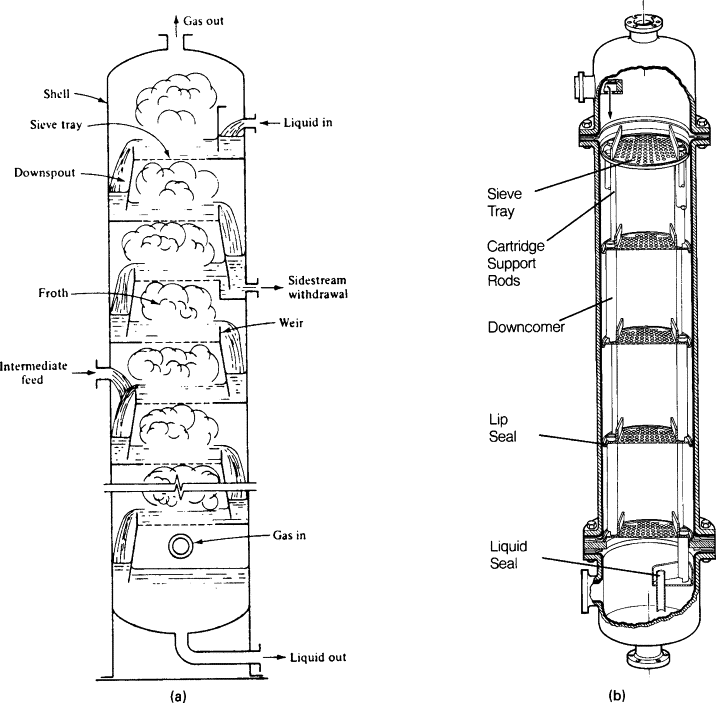 Gas out
Shell
Liquid in
Sieve tray
Downspout
Sidestream
withdrawal
Froth
Weir
Intermediate
feed
Gas in
Liquid out
(a)
Sieve
Tray
Cartridge
Support
Rods
Downcomer
Lip
Seal
Liquid
Seal
(b)